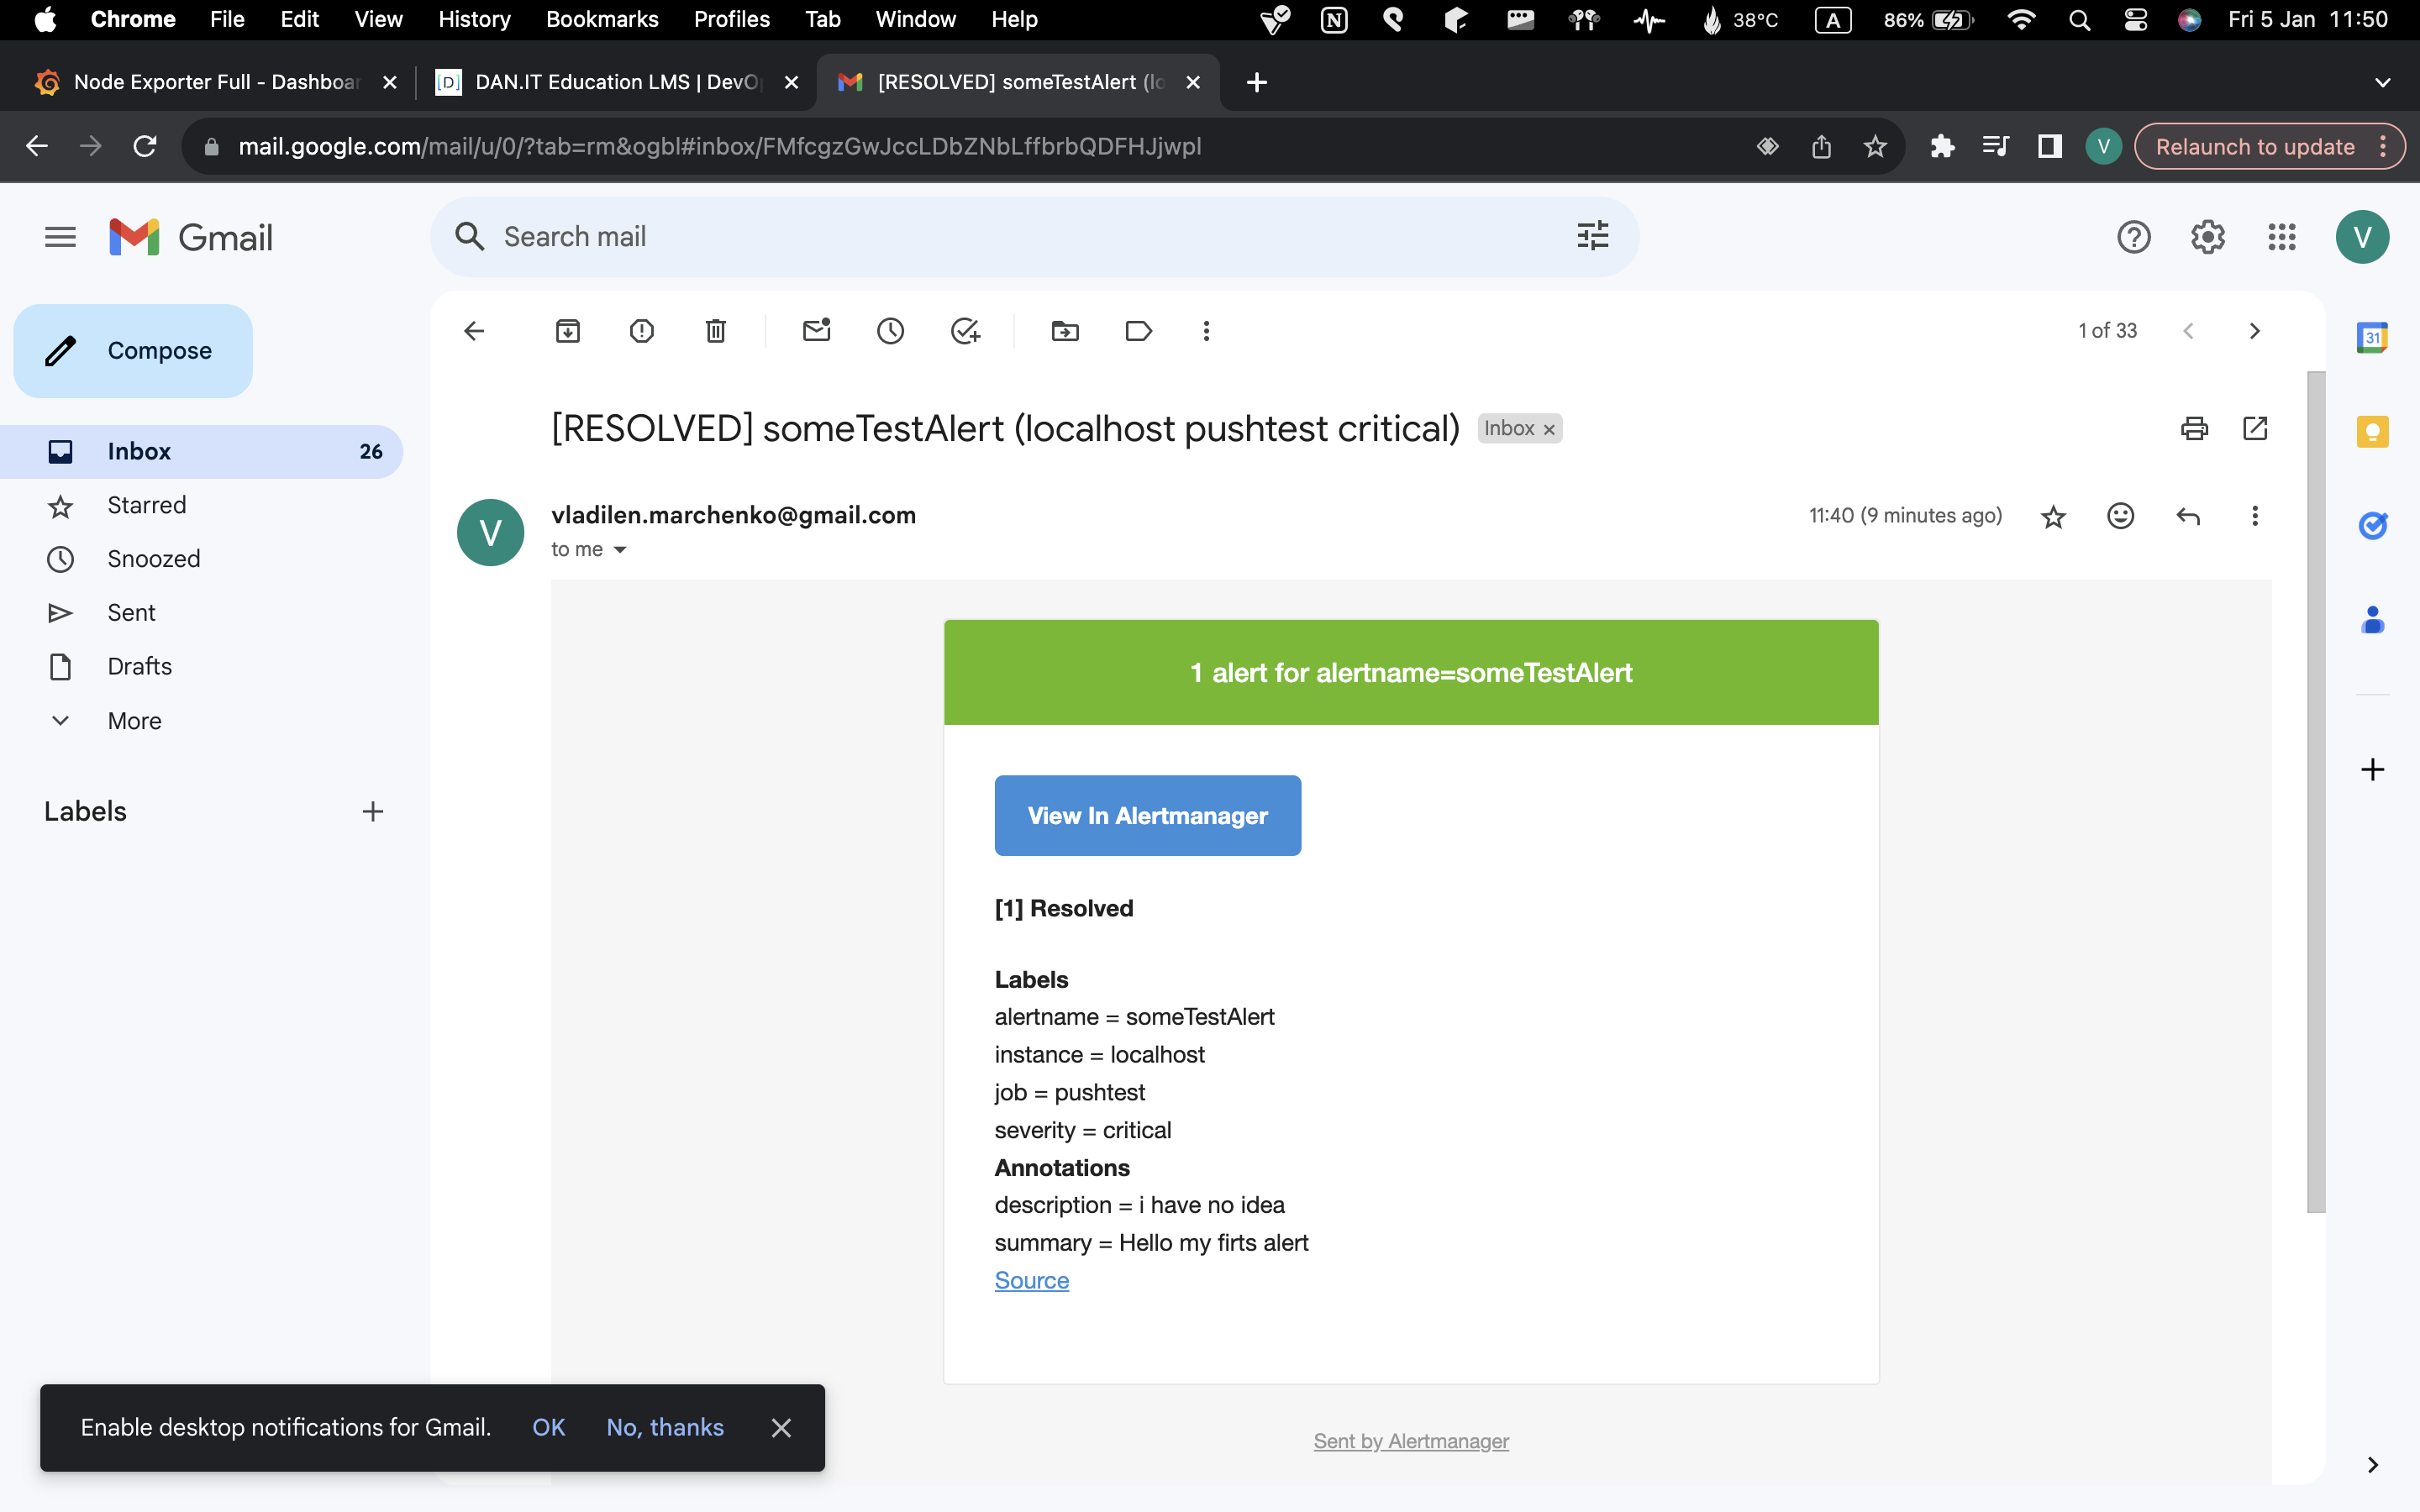 Chrome File Edit View History Bookmarks Profiles Tab Window Help 38°C A 86% Fri 5 Jan 11:50
Node Exporter Full - Dashboar [D] DAN.IT Education LMS | DevO [RESOLVED] someTestAlert (lo
mail.google.com/mail/u/0/?tab=rm&ogbl#inbox/FMfcgzGwJccLDbZNbLffbrbQDFHJjwpl V Relaunch to update
Gmail Search mail V
Compose 1 of 33 31
[RESOLVED] someTestAlert (localhost pushtest critical) Inbox ×
Inbox 26
Starred
Snoozed
Sent
Drafts
More
Labels
V vladilen.marchenko@gmail.com 11:40 (9 minutes ago)
to me
1 alert for alertname=someTestAlert
View In Alertmanager
[1] Resolved
Labels
alertname = someTestAlert
instance = localhost
job = pushtest
severity = critical
Annotations
description = i have no idea
summary = Hello my firts alert
Source
Sent by Alertmanager
Enable desktop notifications for Gmail. OK No, thanks